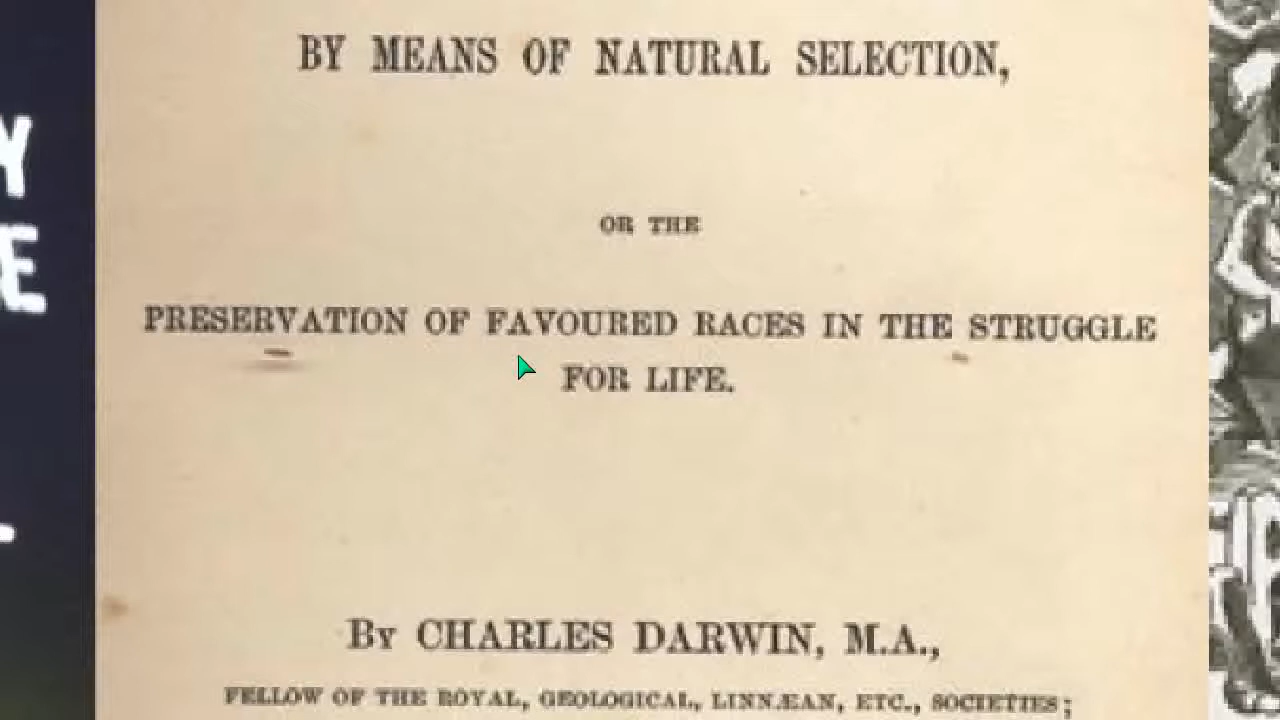 BY MEANS OF NATURAL SELECTION,
OR THE
PRESERVATION OF FAVOURED RACES IN THE STRUGGLE
FOR LIFE.
By CHARLES DARWIN, M.A.,
FELLOW OF THE ROYAL, GEOLOGICAL, LINNÆAN, ETC., SOCIETIES;